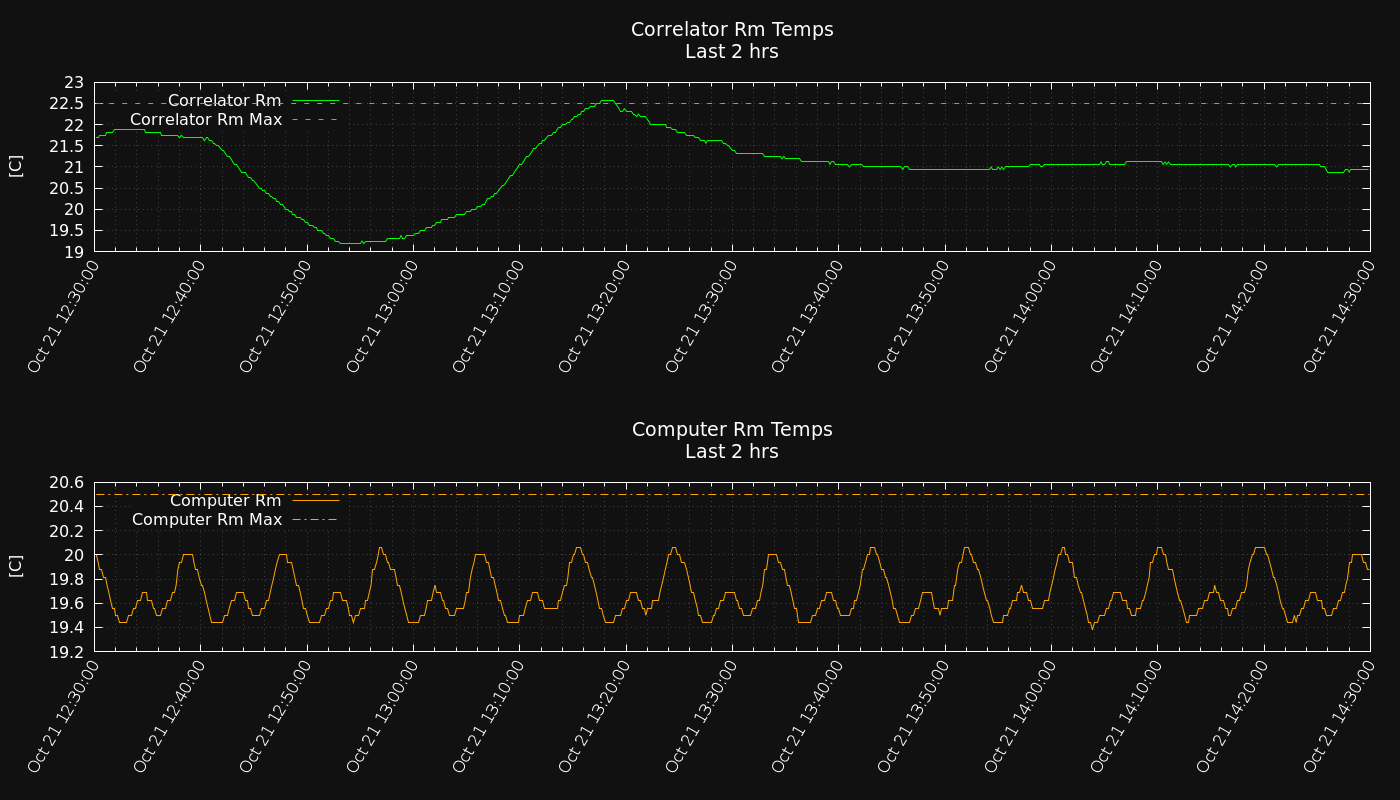 Correlator Rm Temps
Last 2 hrs
23
22.5
22
21.5
21
20.5
20
19.5
19
[C]
Correlator Rm
Correlator Rm Max
Oct 21 12:30:00
Oct 21 12:40:00
Oct 21 12:50:00
Oct 21 13:00:00
Oct 21 13:10:00
Oct 21 13:20:00
Oct 21 13:30:00
Oct 21 13:40:00
Oct 21 13:50:00
Oct 21 14:00:00
Oct 21 14:10:00
Oct 21 14:20:00
Oct 21 14:30:00
Computer Rm Temps
Last 2 hrs
20.6
20.4
20.2
20
19.8
19.6
19.4
19.2
[C]
Computer Rm
Computer Rm Max
Oct 21 12:30:00
Oct 21 12:40:00
Oct 21 12:50:00
Oct 21 13:00:00
Oct 21 13:10:00
Oct 21 13:20:00
Oct 21 13:30:00
Oct 21 13:40:00
Oct 21 13:50:00
Oct 21 14:00:00
Oct 21 14:10:00
Oct 21 14:20:00
Oct 21 14:30:00